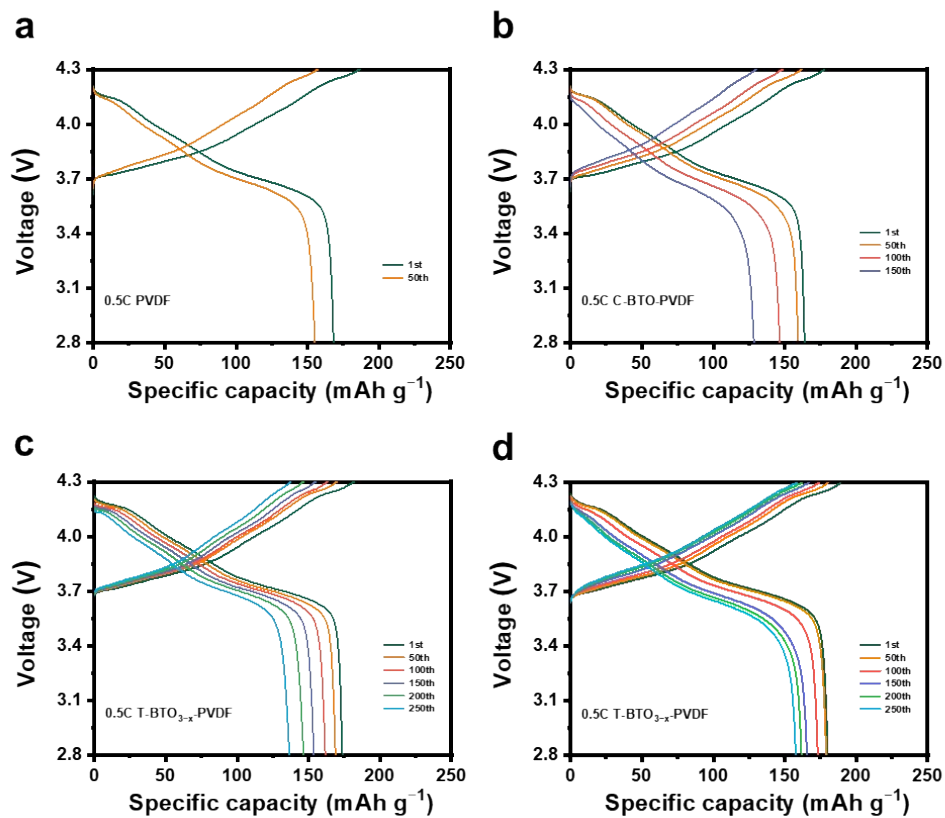 a
4.3
4.0
3.7
3.4
3.1
2.8
Voltage (V)
1st
50th
0.5C PVDF
0 50 100 150 200 250
Specific capacity (mAh g⁻¹)
b
4.3
4.0
3.7
3.4
3.1
2.8
Voltage (V)
1st
50th
100th
150th
0.5C C-BTO-PVDF
0 50 100 150 200 250
Specific capacity (mAh g⁻¹)
c
4.3
4.0
3.7
3.4
3.1
2.8
Voltage (V)
1st
50th
100th
150th
200th
250th
0.5C T-BTO₃₋ₓ-PVDF
0 50 100 150 200 250
Specific capacity (mAh g⁻¹)
d
4.3
4.0
3.7
3.4
3.1
2.8
Voltage (V)
1st
50th
100th
150th
200th
250th
0.5C T-BTO₃₋ₓ-PVDF
0 50 100 150 200 250
Specific capacity (mAh g⁻¹)